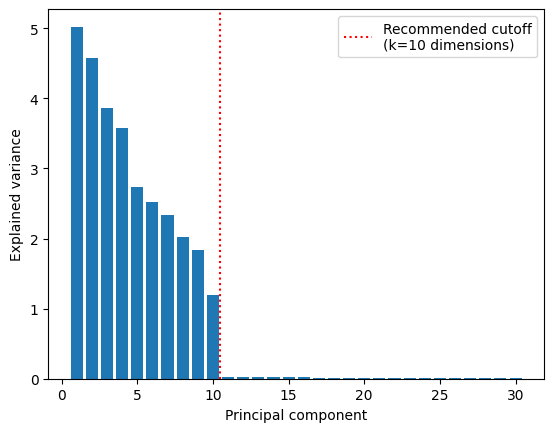 Recommended cutoff
(k=10 dimensions)
5
4
3
2
1
0
Explained variance
0 5 10 15 20 25 30
Principal component